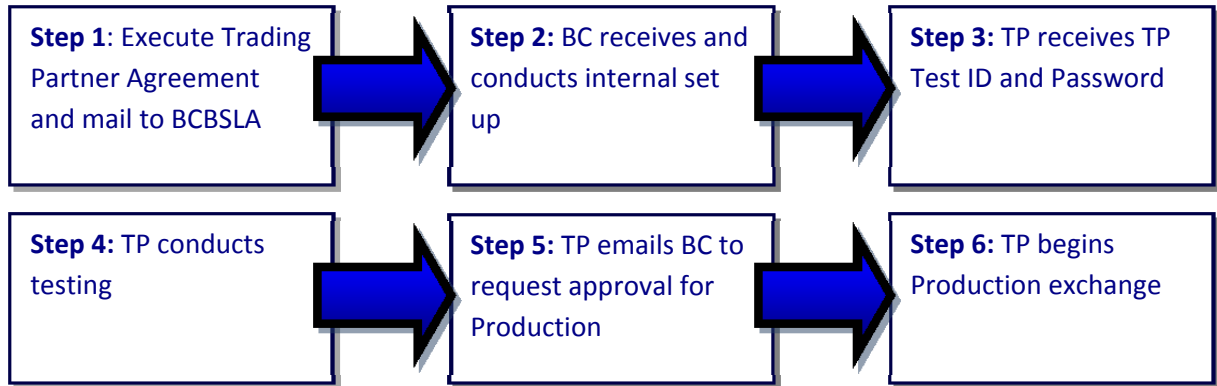 Step 1: Execute Trading
Partner Agreement
and mail to BCBSLA
Step 2: BC receives and
conducts internal set
up
Step 3: TP receives TP
Test ID and Password
Step 4: TP conducts
testing
Step 5: TP emails BC to
request approval for
Production
Step 6: TP begins
Production exchange